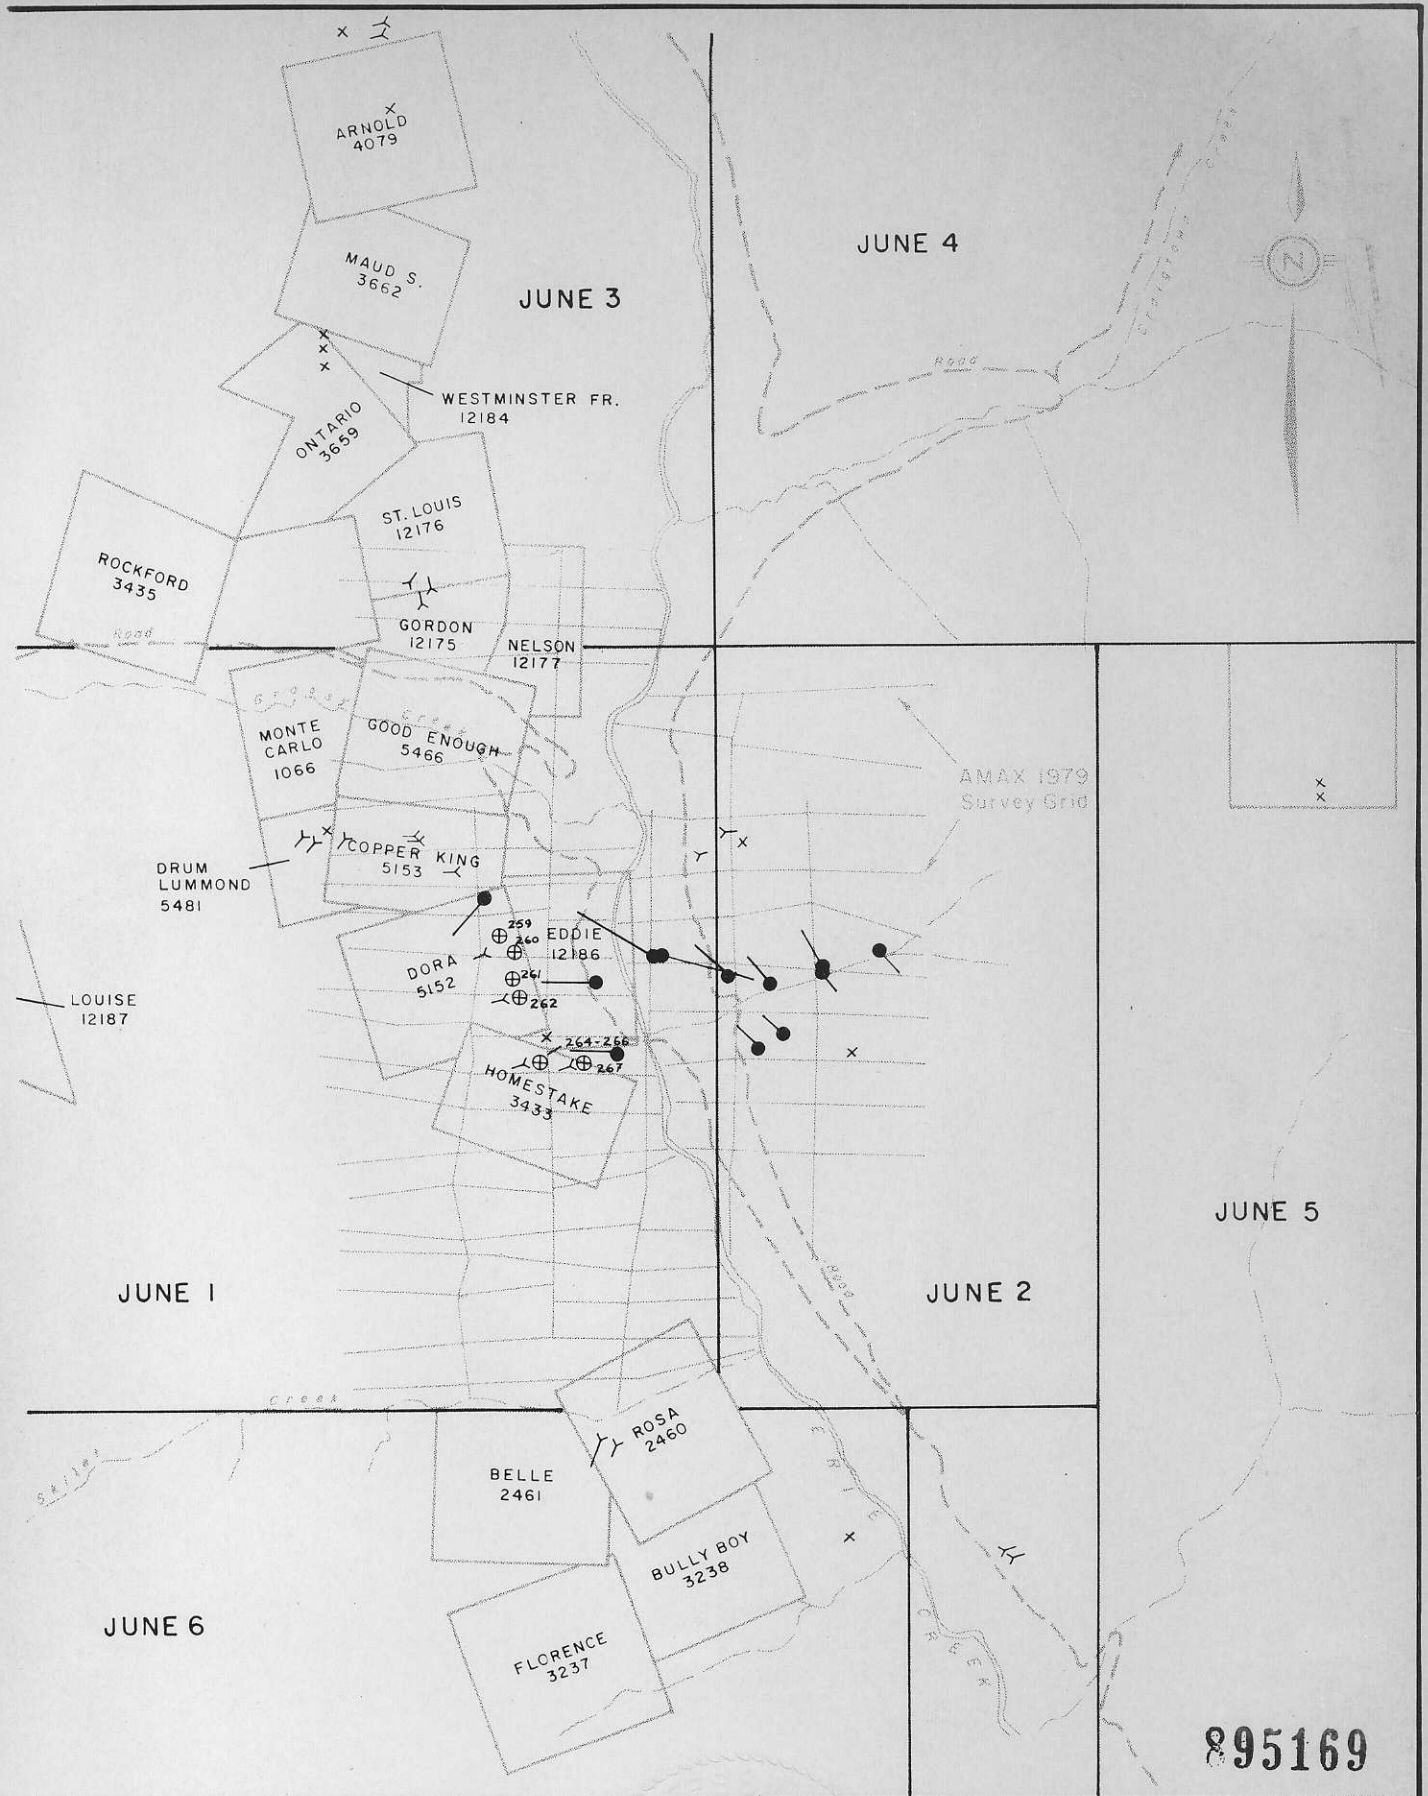 ARNOLD
4079
JUNE 4
MAUD S.
3662
JUNE 3
Creek
N
Road
WESTMINSTER FR.
12184
ONTARIO
3659
ST. LOUIS
12176
ROCKFORD
3435
Road
GORDON
12175
NELSON
12177
Creek
MONTE
CARLO
1066
GOOD ENOUGH
5466
AMAX 1979
Survey Grid
COPPER KING
5153
DRUM
LUMMOND
5481
259
260
EDDIE
12186
DORA
5152
261
262
LOUISE
12187
264-266
267
HOMESTAKE
3433
JUNE 5
JUNE 1
JUNE 2
Road
Creek
ROSA
2460
BELLE
2461
ERIE
CREEK
BULLY BOY
3238
JUNE 6
FLORENCE
3237
895169